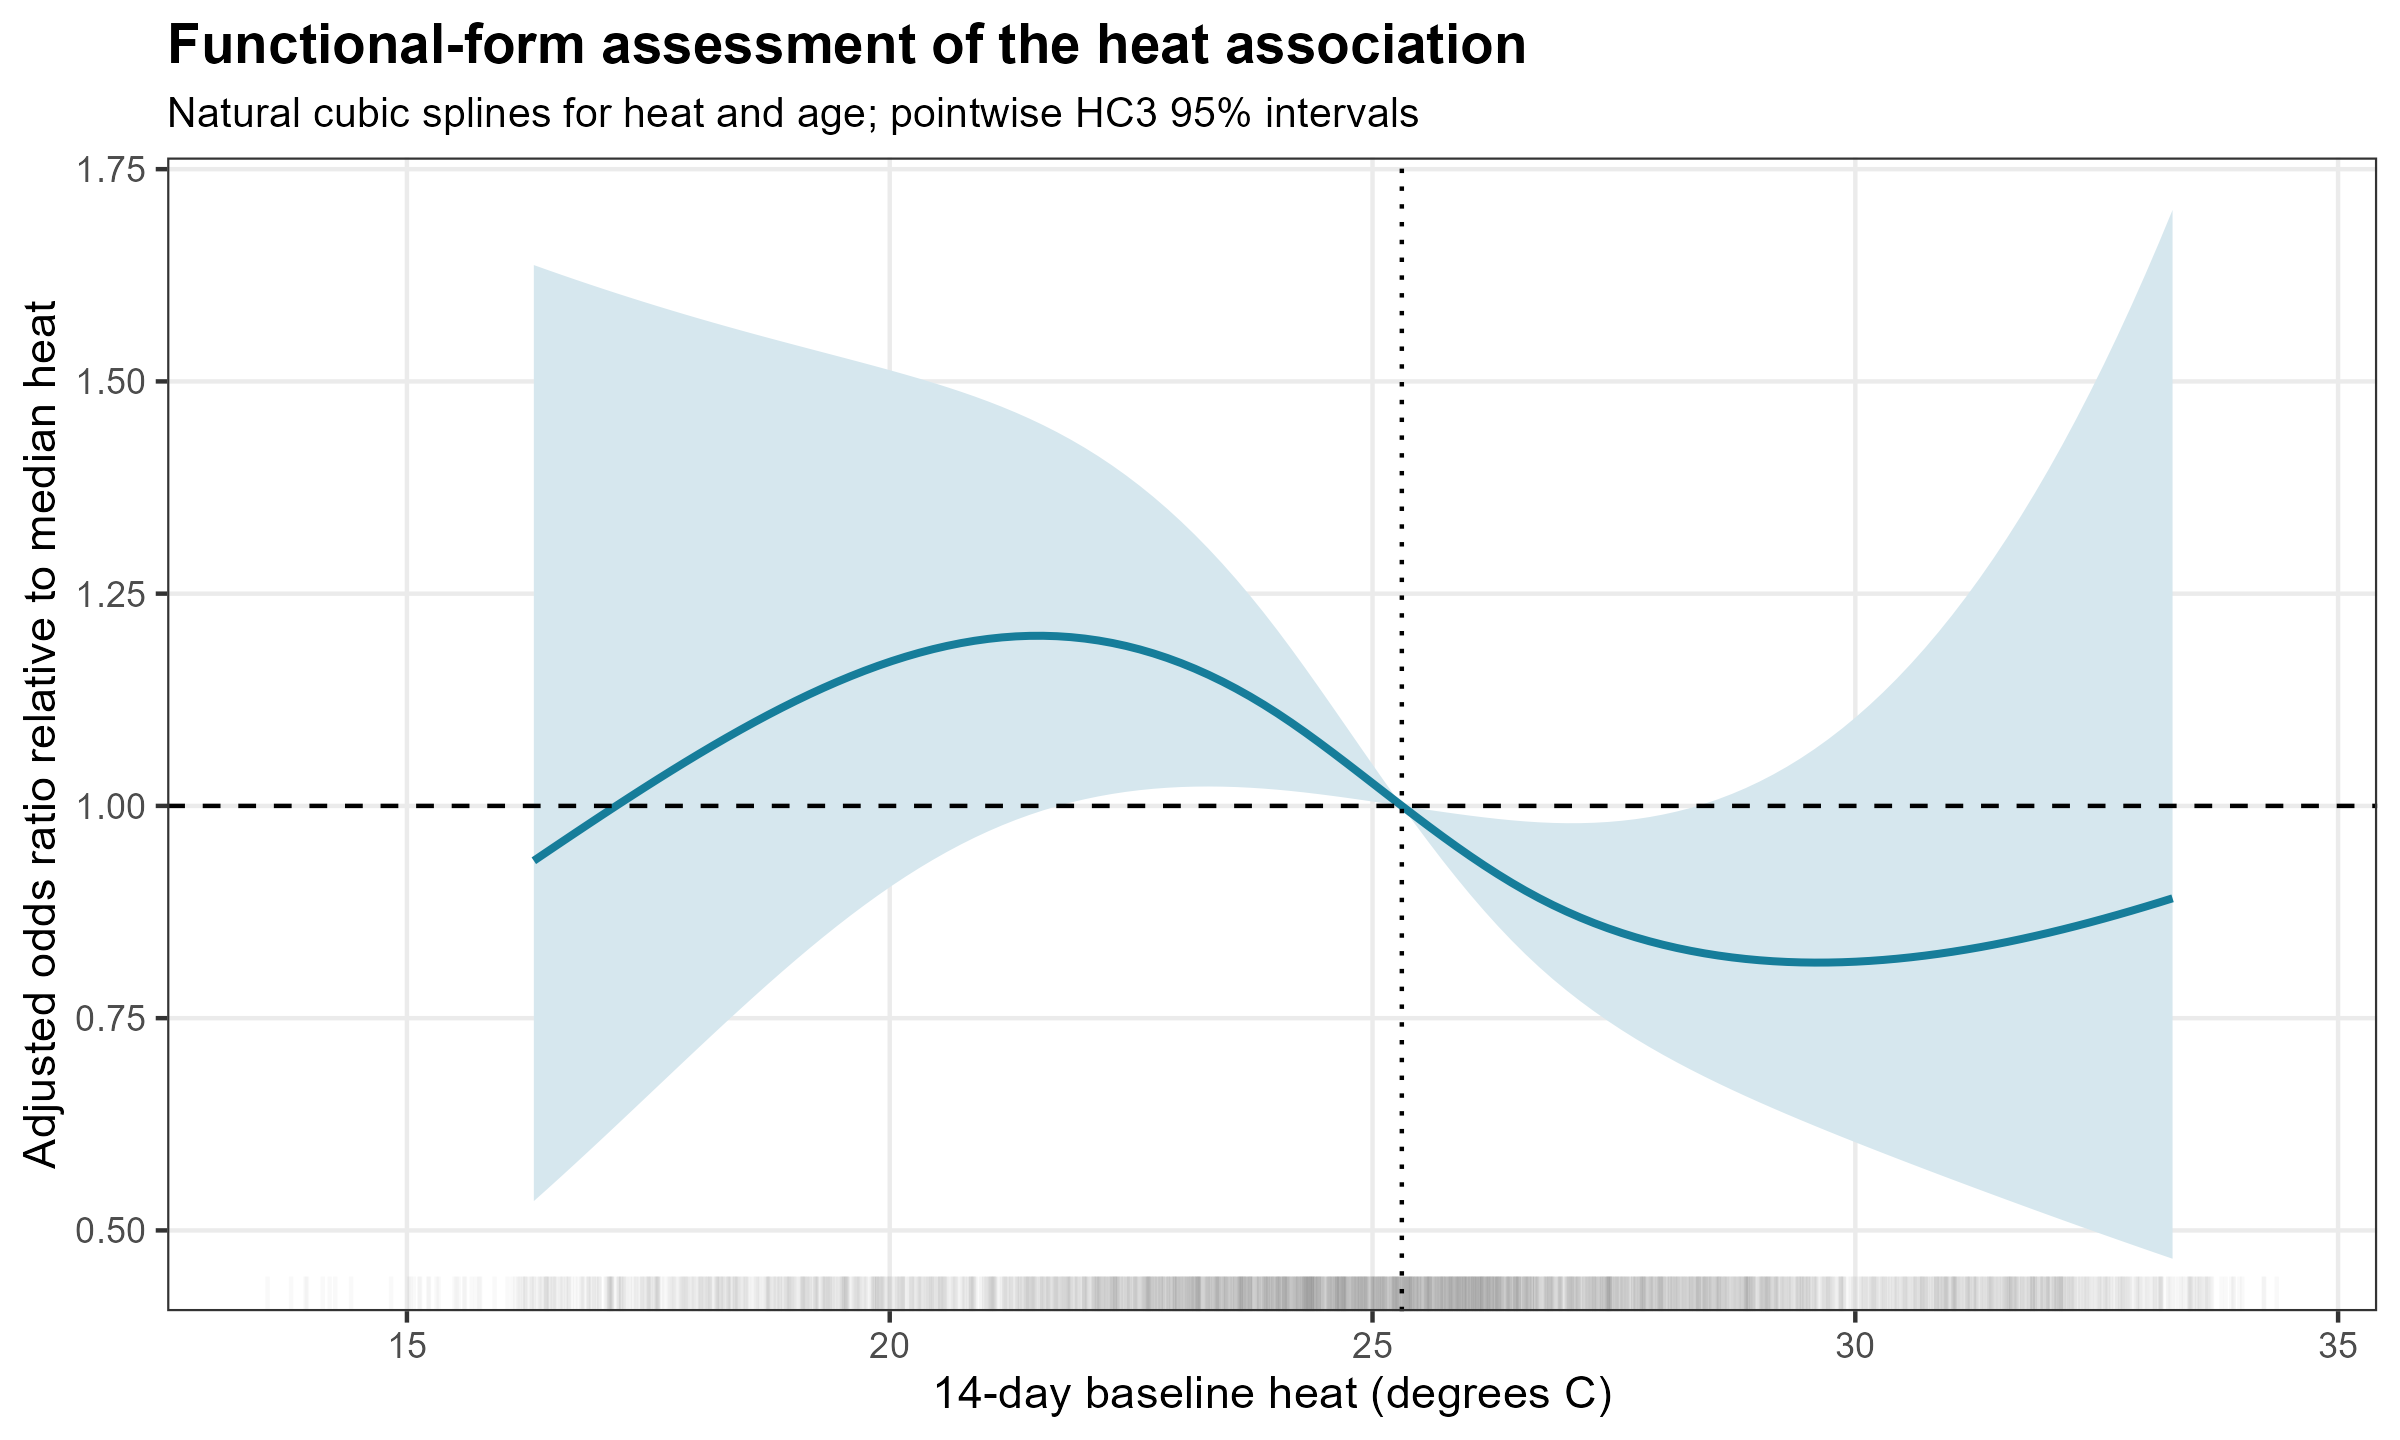 Functional-form assessment of the heat association
Natural cubic splines for heat and age; pointwise HC3 95% intervals
Adjusted odds ratio relative to median heat
1.75
1.50
1.25
1.00
0.75
0.50
15
20
25
30
35
14-day baseline heat (degrees C)